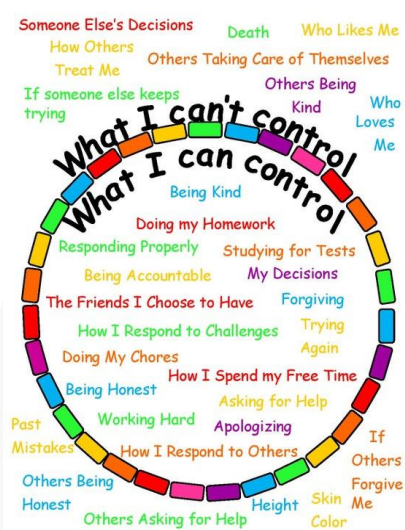 Someone Else's Decisions
Death
Who Likes Me
How Others
Treat Me
Others Taking Care of Themselves
If someone else keeps
trying
Others Being
Kind
Who
Loves
Me
What I can't control
What I can control
Being Kind
Doing my Homework
Responding Properly
Studying for Tests
Being Accountable
My Decisions
The Friends I Choose to Have
Forgiving
How I Respond to Challenges
Trying
Again
Doing My Chores
How I Spend my Free Time
Being Honest
Asking for Help
Working Hard
Apologizing
How I Respond to Others
Past
Mistakes
If
Others
Forgive
Me
Others Being
Honest
Height
Skin
Color
Others Asking for Help